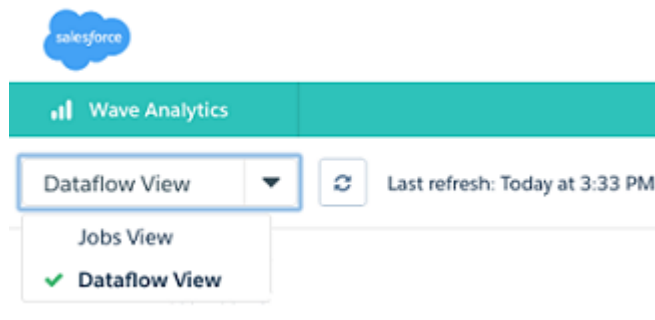 salesforce
Wave Analytics
Dataflow View
Last refresh: Today at 3:33 PM
Jobs View
Dataflow View